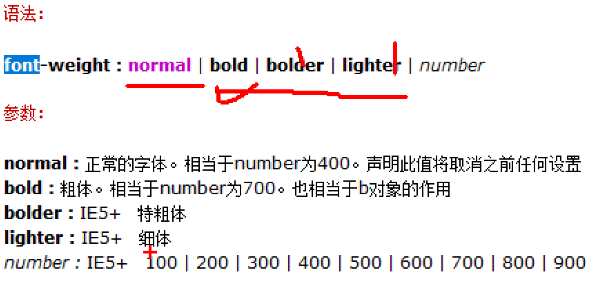 语法：
font-weight : normal | bold | bolder | lighter | number
参数：
normal : 正常的字体。相当于number为400。声明此值将取消之前任何设置
bold : 粗体。相当于number为700。也相当于b对象的作用
bolder : IE5+ 特粗体
lighter : IE5+ 细体
number : IE5+ 100 | 200 | 300 | 400 | 500 | 600 | 700 | 800 | 900